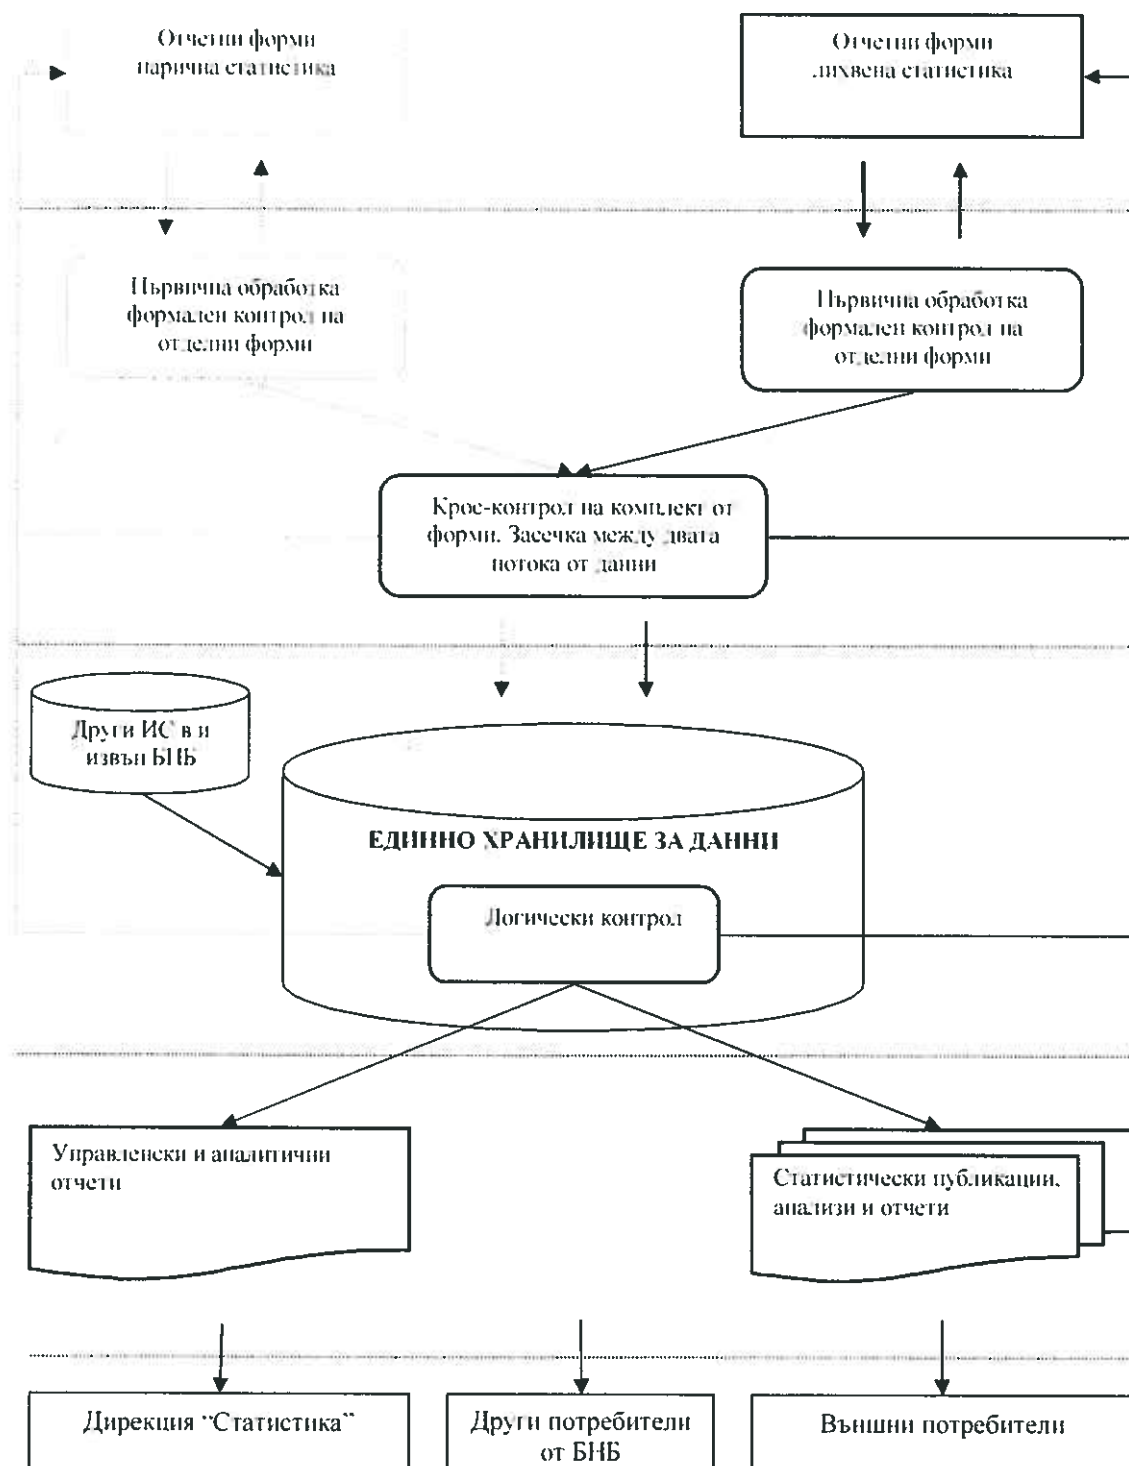 Отчетни форми
парична статистика
Отчетни форми
лихвена статистика
Първична обработка
формален контрол на
отделни форми
Първична обработка
формален контрол на
отделни форми
Крос-контрол на комплект от
форми. Засечка между двата
потока от данни
Други ИС в и
извън БНБ
ЕДИННО ХРАНИЛИЩЕ ЗА ДАННИ
Логически контрол
Управленски и аналитични
отчети
Статистически публикации,
анализи и отчети
Дирекция “Статистика“
Други потребители
от БНБ
Външни потребители